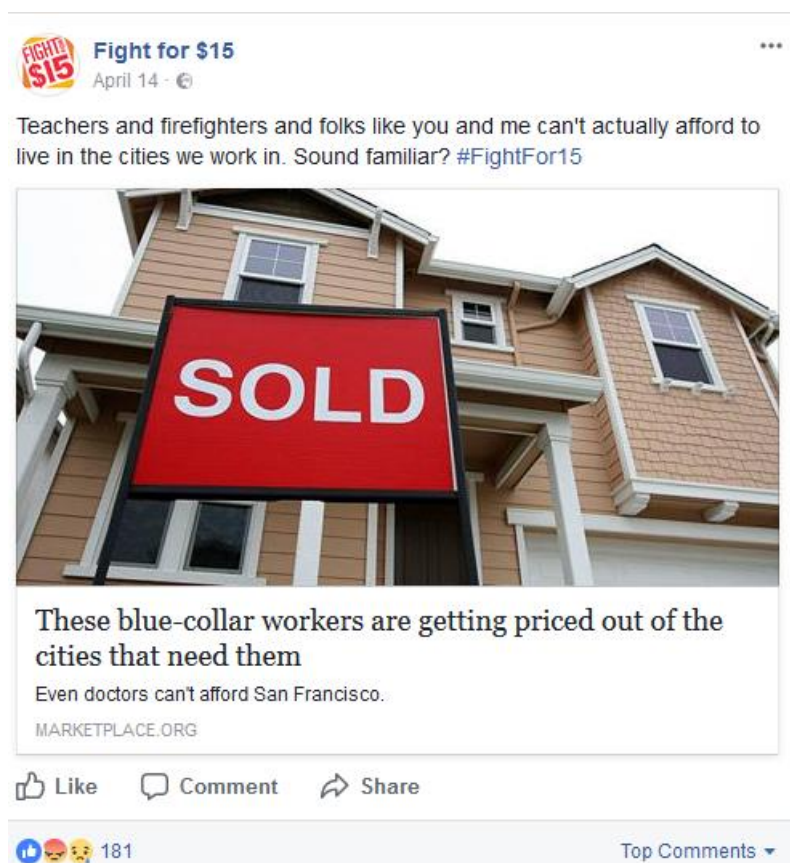 FIGHT FOR
$15
Fight for $15
April 14 ·
Teachers and firefighters and folks like you and me can't actually afford to
live in the cities we work in. Sound familiar? #FightFor15
SOLD
These blue-collar workers are getting priced out of the
cities that need them
Even doctors can't afford San Francisco.
MARKETPLACE.ORG
Like Comment Share
181 Top Comments